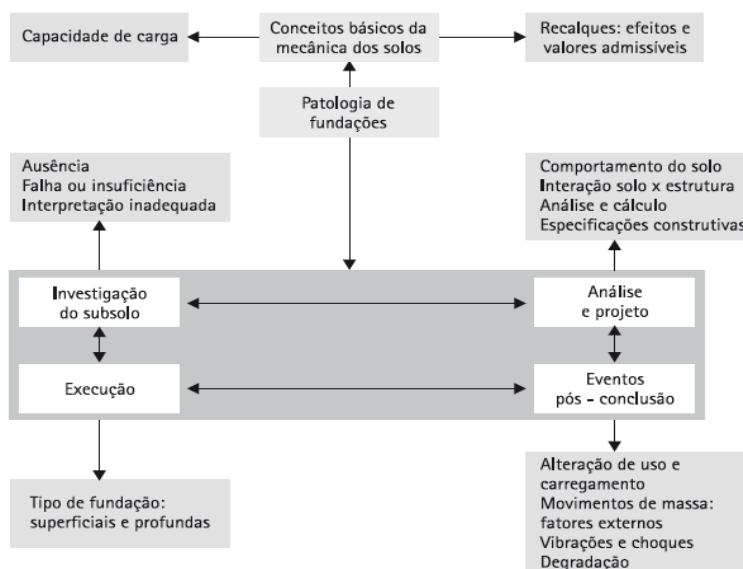 Capacidade de carga
Conceitos básicos da
mecânica dos solos
Recalques: efeitos e
valores admissíveis
Patologia de
fundações
Ausência
Falha ou insuficiência
Interpretação inadequada
Comportamento do solo
Interação solo x estrutura
Análise e cálculo
Especificações construtivas
Investigação
do subsolo
Análise
e projeto
Execução
Eventos
pós - conclusão
Tipo de fundação:
superficiais e profundas
Alteração de uso e
carregamento
Movimentos de massa:
fatores externos
Vibrações e choques
Degradação